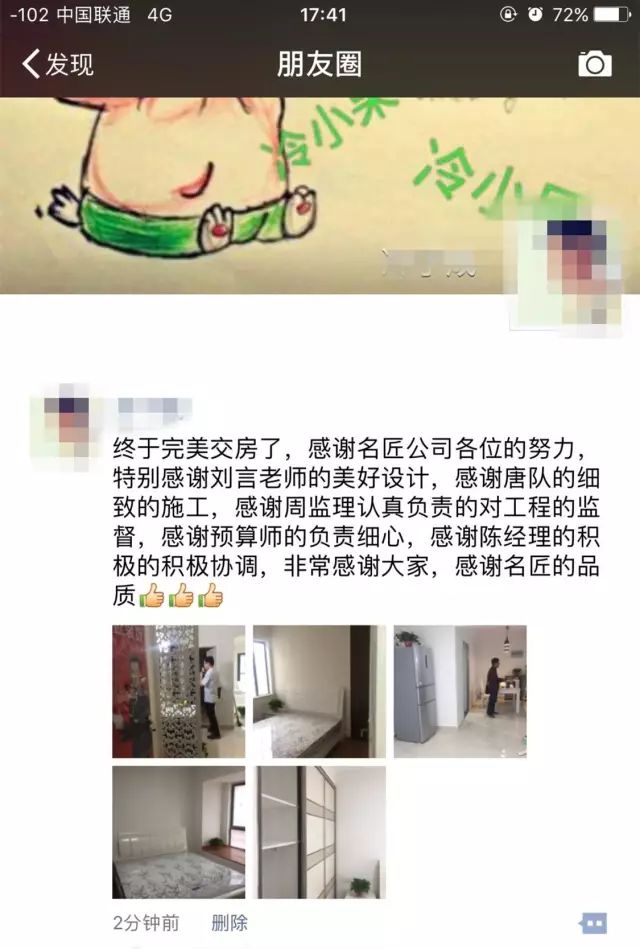 -102 中国联通 4G 17:41 72%
发现 朋友圈
冷小
冷小
终于完美交房了，感谢名匠公司各位的努力，
特别感谢刘言老师的美好设计，感谢唐队的细
致的施工，感谢周监理认真负责的对工程的监
督，感谢预算师的负责细心，感谢陈经理的积
极的积极协调，非常感谢大家，感谢名匠的品
质👍👍👍
2分钟前 删除